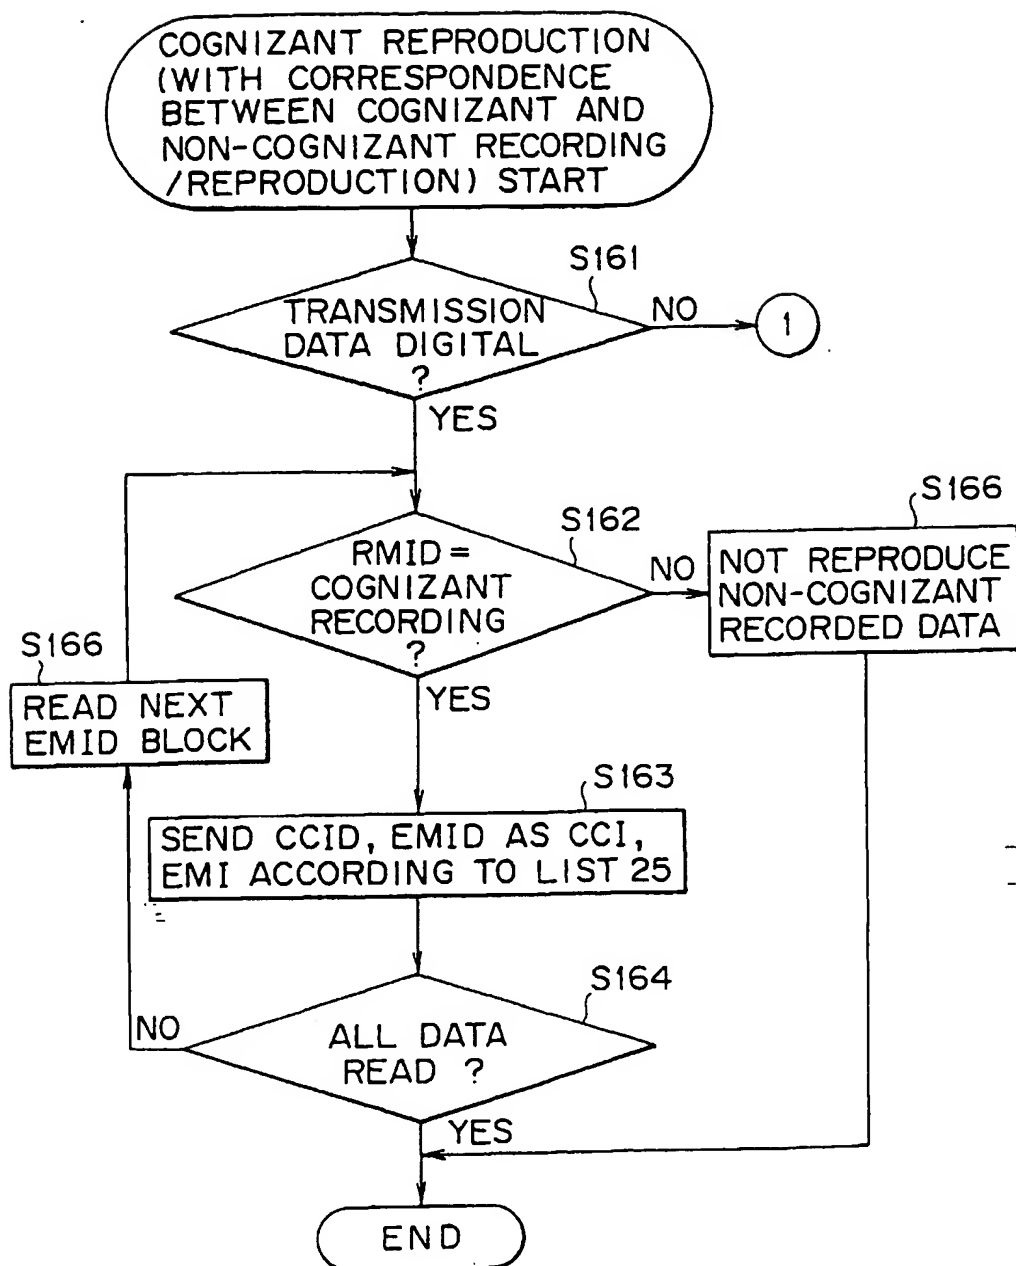 COGNIZANT REPRODUCTION
(WITH CORRESPONDENCE
BETWEEN COGNIZANT AND
NON-COGNIZANT RECORDING
/REPRODUCTION) START
S161
TRANSMISSION
DATA DIGITAL
?
NO
1
YES
S162
RMID=
COGNIZANT
RECORDING
?
NO
S166
NOT REPRODUCE
NON-COGNIZANT
RECORDED DATA
YES
S166
READ NEXT
EMID BLOCK
S163
SEND CCID, EMID AS CCI,
EMI ACCORDING TO LIST 25
S164
ALL DATA
READ ?
NO
YES
END